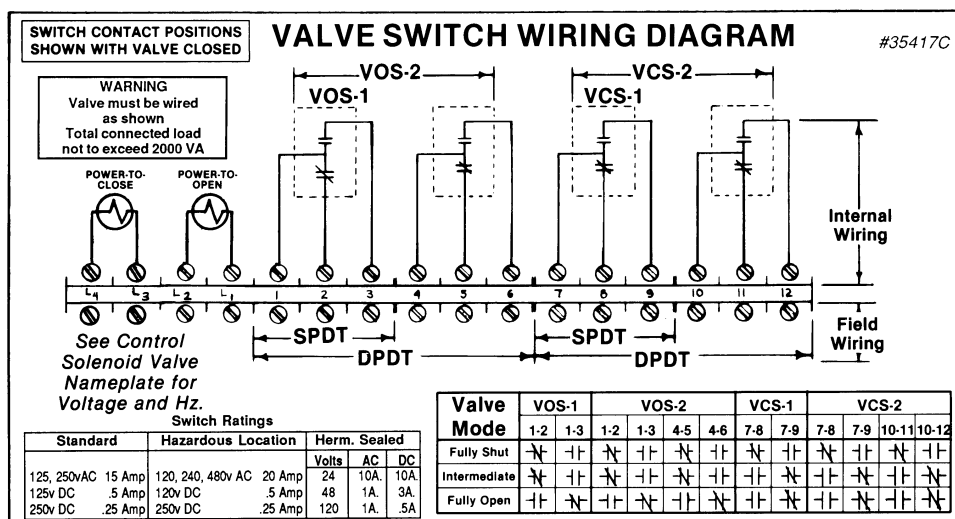 SWITCH CONTACT POSITIONS
SHOWN WITH VALVE CLOSED
VALVE SWITCH WIRING DIAGRAM
#35417C
WARNING
Valve must be wired
as shown
Total connected load
not to exceed 2000 VA
VOS-2
VOS-1
VCS-2
VCS-1
POWER-TO-
CLOSE
POWER-TO-
OPEN
Internal
Wiring
L4 L3 L2 L1 1 2 3 4 5 6 7 8 9 10 11 12
Field
Wiring
SPDT
DPDT
SPDT
DPDT
See Control
Solenoid Valve
Nameplate for
Voltage and Hz.
Switch Ratings
Standard Hazardous Location Herm. Sealed
Volts AC DC
125, 250vAC 15 Amp 120, 240, 480v AC 20 Amp 24 10A. 10A.
125v DC .5 Amp 120v DC .5 Amp 48 1A. 3A.
250v DC .25 Amp 250v DC .25 Amp 120 1A. .5A
Valve
Mode
VOS-1 VOS-2 VCS-1 VCS-2
1-2 1-3 1-2 1-3 4-5 4-6 7-8 7-9 7-8 7-9 10-11 10-12
Fully Shut
Intermediate
Fully Open